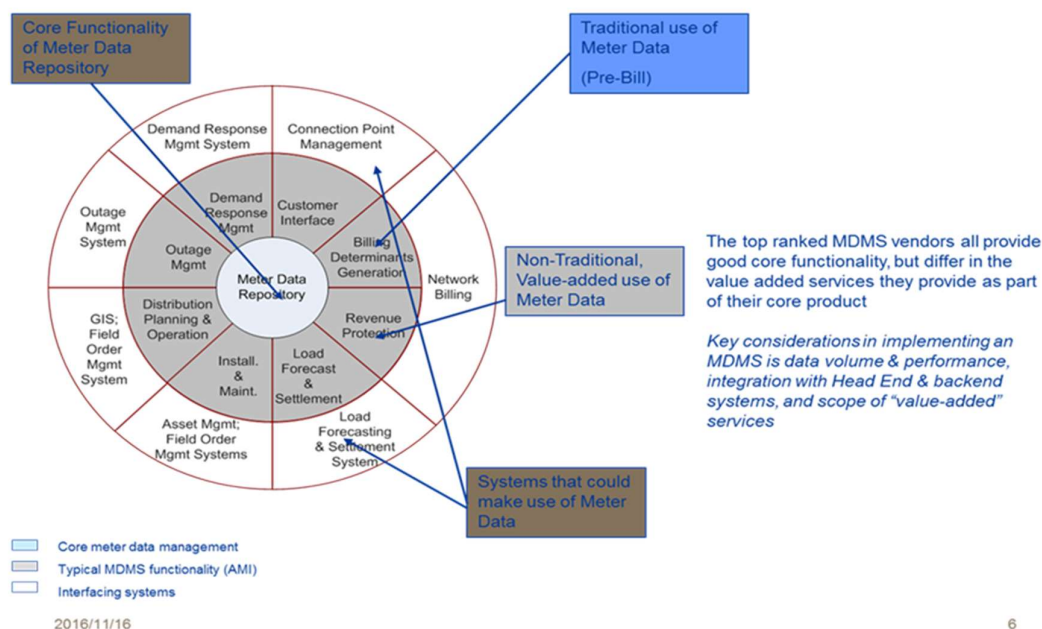 Core Functionality
of Meter Data
Repository
Traditional use of
Meter Data
(Pre-Bill)
Demand Response
Mgmt System
Connection Point
Management
Outage
Mgmt
System
Demand
Response
Mgmt
Customer
Interface
Outage
Mgmt
Billing
Determinants
Generation
Meter Data
Repository
Network
Billing
Non-Traditional,
Value-added use of
Meter Data
The top ranked MDMS vendors all provide
good core functionality, but differ in the
value added services they provide as part
of their core product
Key considerations in implementing an
MDMS is data volume & performance,
integration with Head End & backend
systems, and scope of “value-added”
services
GIS;
Field
Order
Mgmt
System
Distribution
Planning &
Operation
Revenue
Protection
Install.
&
Maint.
Load
Forecast
&
Settlement
Asset Mgmt;
Field Order
Mgmt Systems
Load
Forecasting
& Settlement
System
Systems that could
make use of Meter
Data
Core meter data management
Typical MDMS functionality (AMI)
Interfacing systems
2016/11/16
6